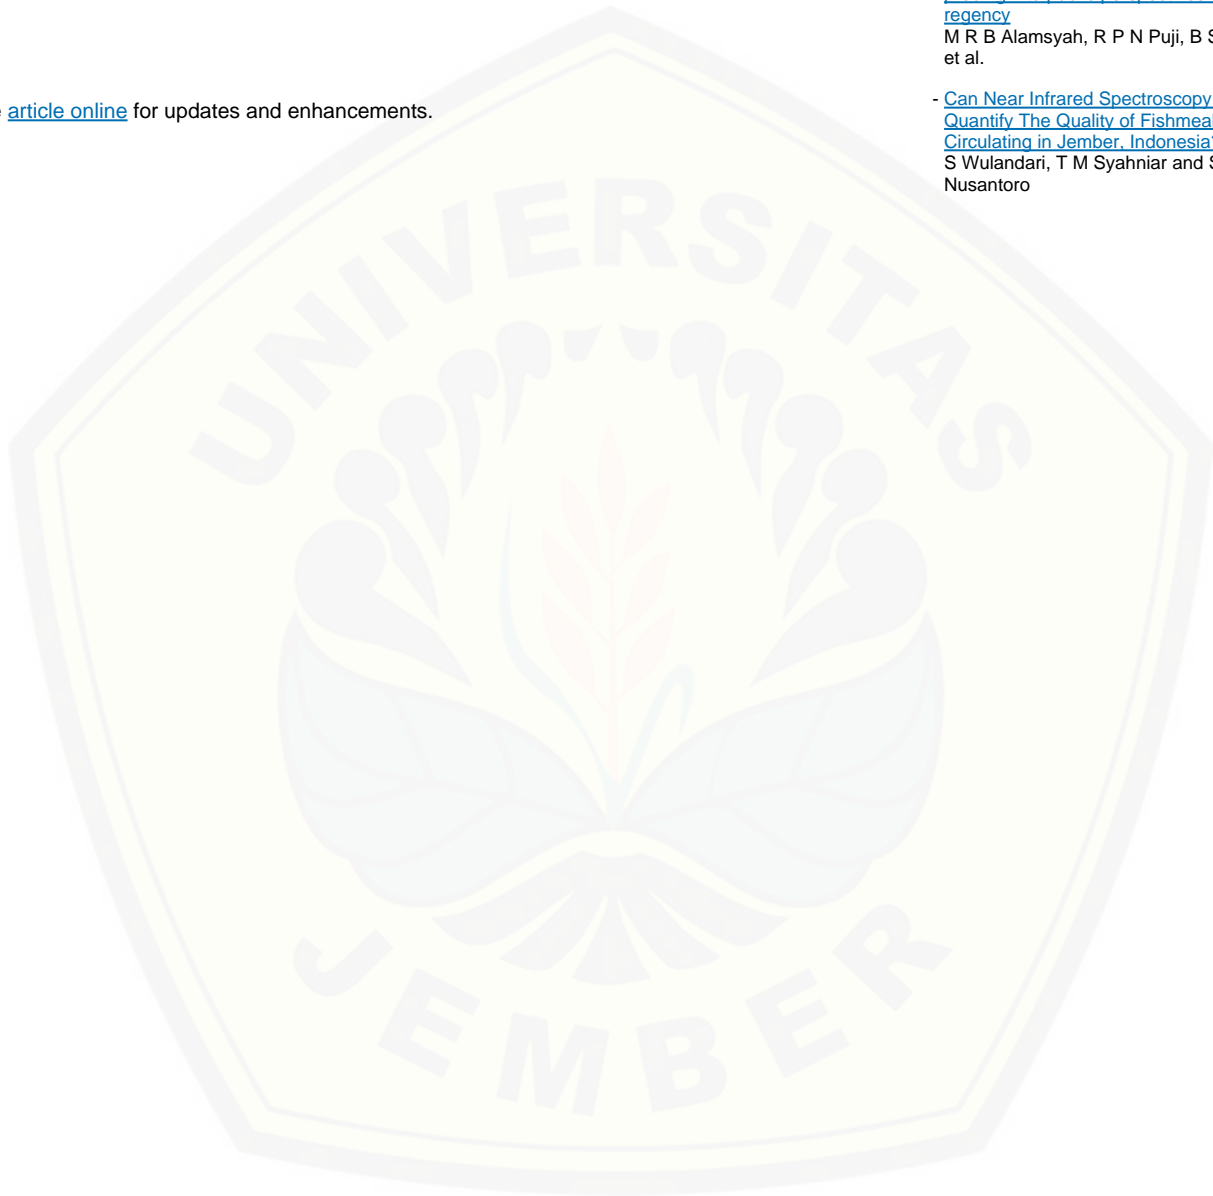 regency
M R B Alamsyah, R P N Puji, B S
et al.
article online for updates and enhancements.
- Can Near Infrared Spectroscopy
Quantify The Quality of Fishmeal
Circulating in Jember, Indonesia?
S Wulandari, T M Syahniar and S
Nusantoro
UNIVERSITAS
JEMBER